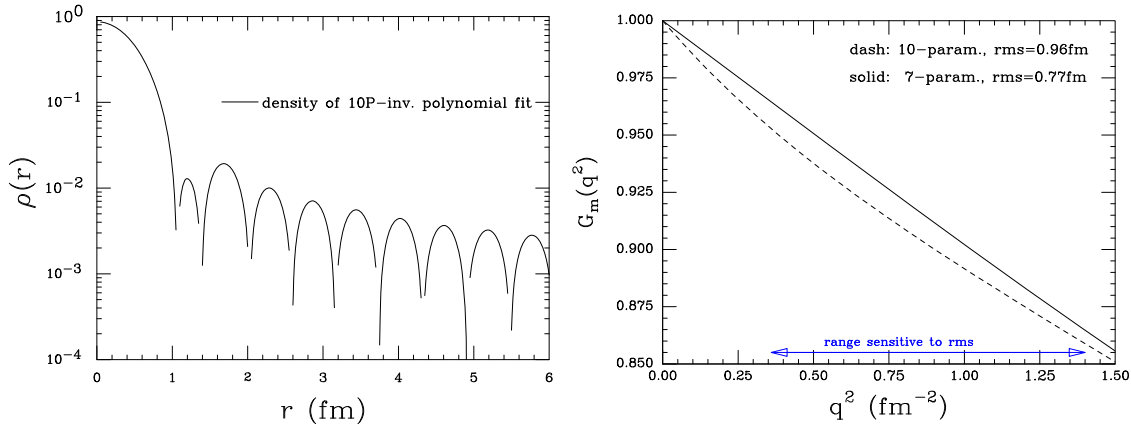 10^0
10^-1
10^-2
10^-3
10^-4
ρ(r)
density of 10P-inv. polynomial fit
0 1 2 3 4 5 6
r (fm)
1.000
0.975
0.950
0.925
0.900
0.875
0.850
G_m(q^2)
dash: 10-param., rms=0.96fm
solid: 7-param., rms=0.77fm
range sensitive to rms
0.00 0.25 0.50 0.75 1.00 1.25 1.50
q^2 (fm^-2)